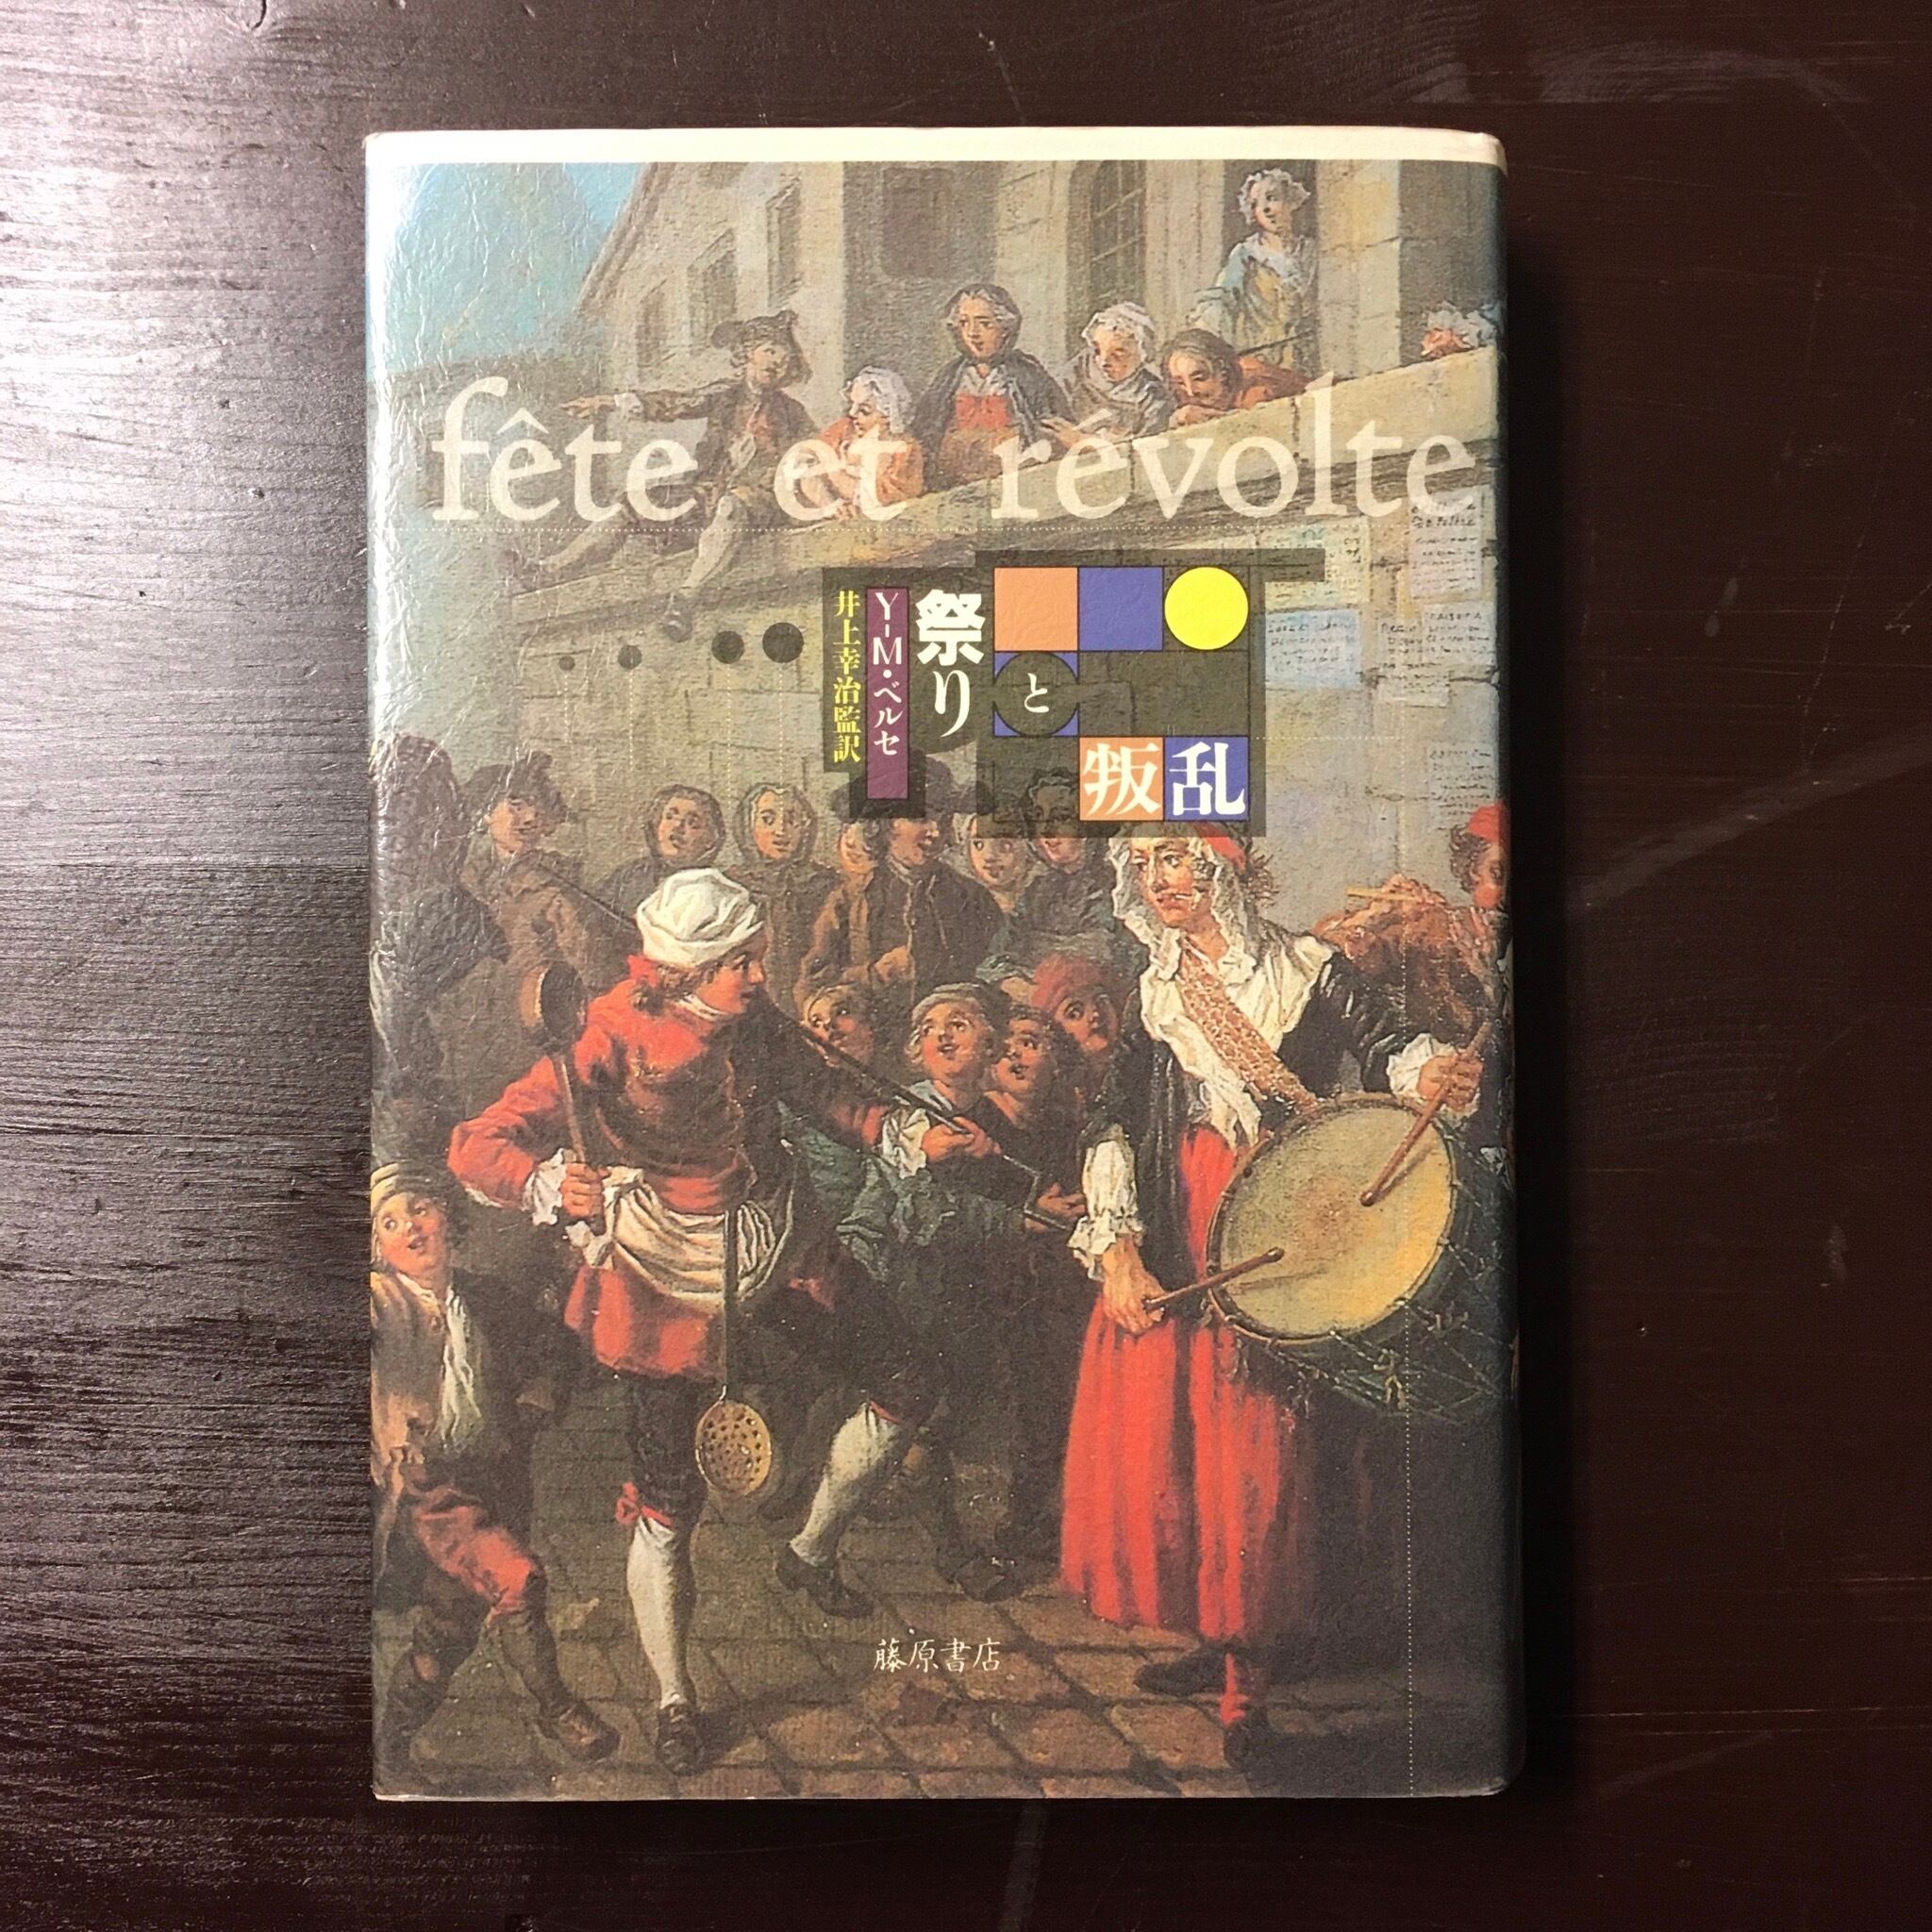 fête et révolte
祭りと叛乱
Y-M・ベルセ
井上幸治監訳
藤原書店